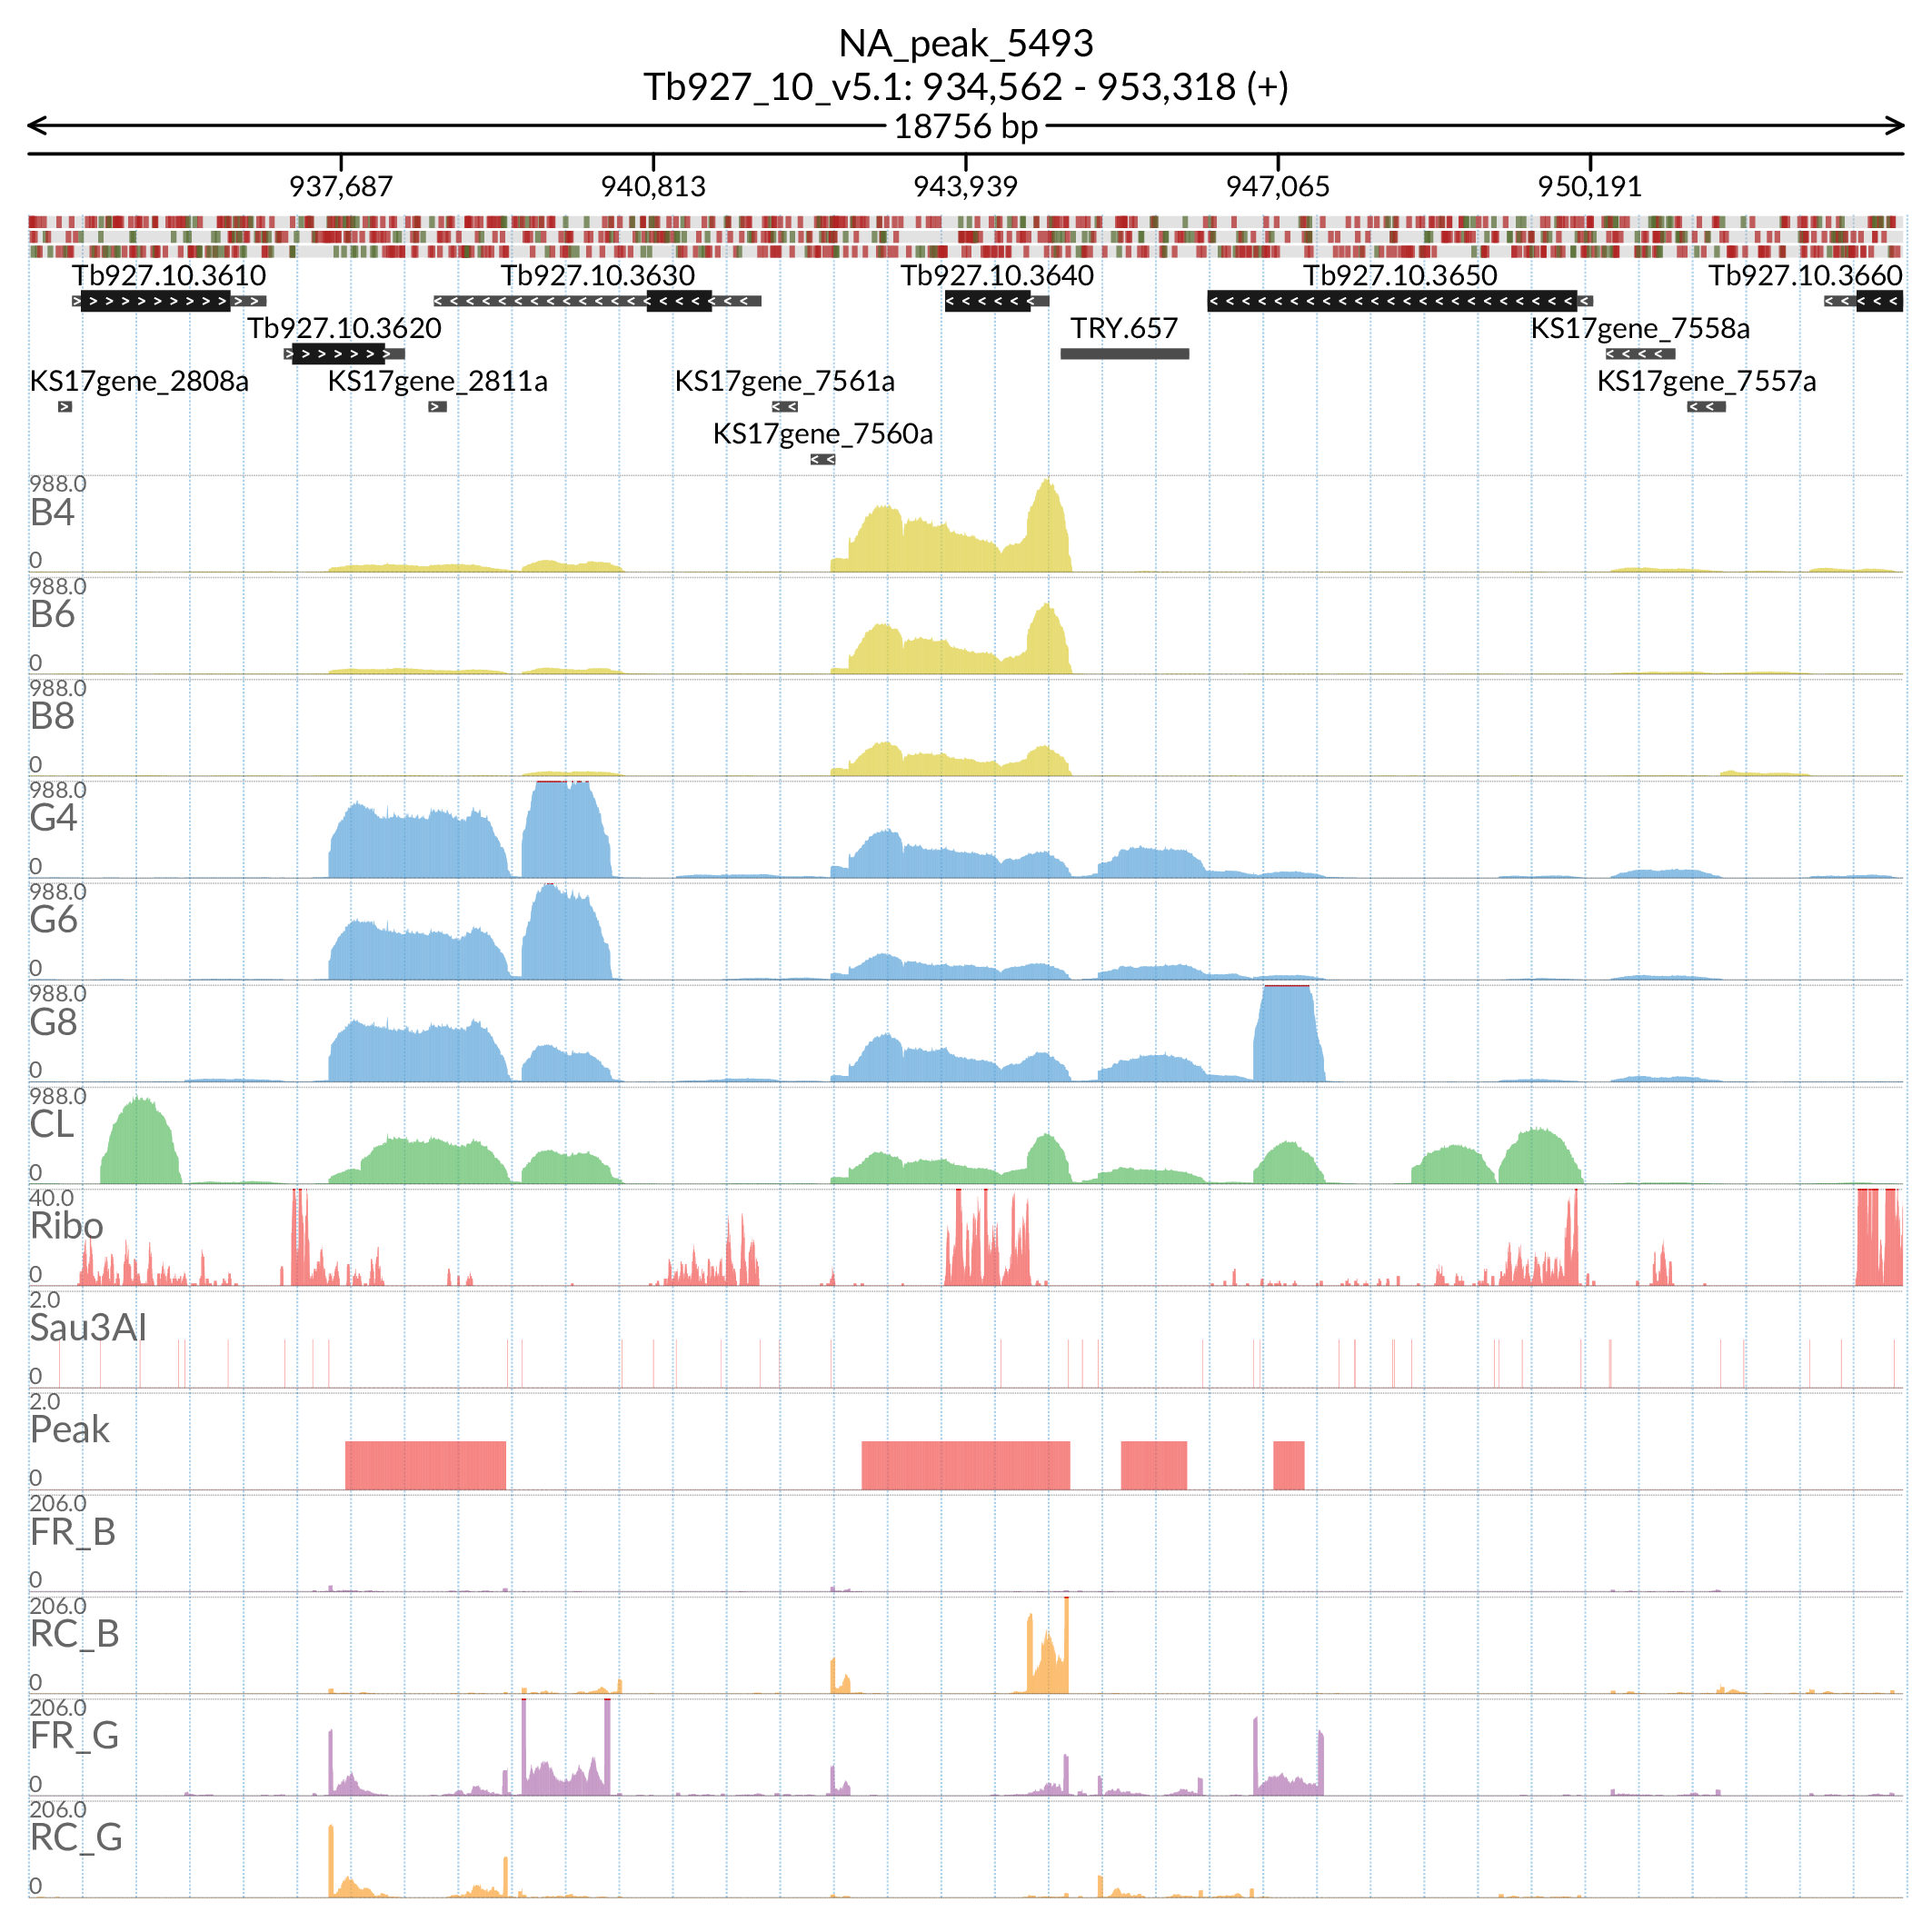 NA_peak_5493
Tb927_10_v5.1: 934,562 - 953,318 (+)
18756 bp
937,687 940,813 943,939 947,065 950,191
Tb927.10.3610 Tb927.10.3630 Tb927.10.3640 Tb927.10.3650 Tb927.10.3660
Tb927.10.3620 TRY.657 KS17gene_7558a
KS17gene_2808a KS17gene_2811a KS17gene_7561a KS17gene_7557a
KS17gene_7560a
988.0
B4
0
988.0
B6
0
988.0
B8
0
988.0
G4
0
988.0
G6
0
988.0
G8
0
988.0
CL
0
40.0
Ribo
0
2.0
Sau3AI
0
2.0
Peak
0
206.0
FR_B
0
206.0
RC_B
0
206.0
FR_G
0
206.0
RC_G
0